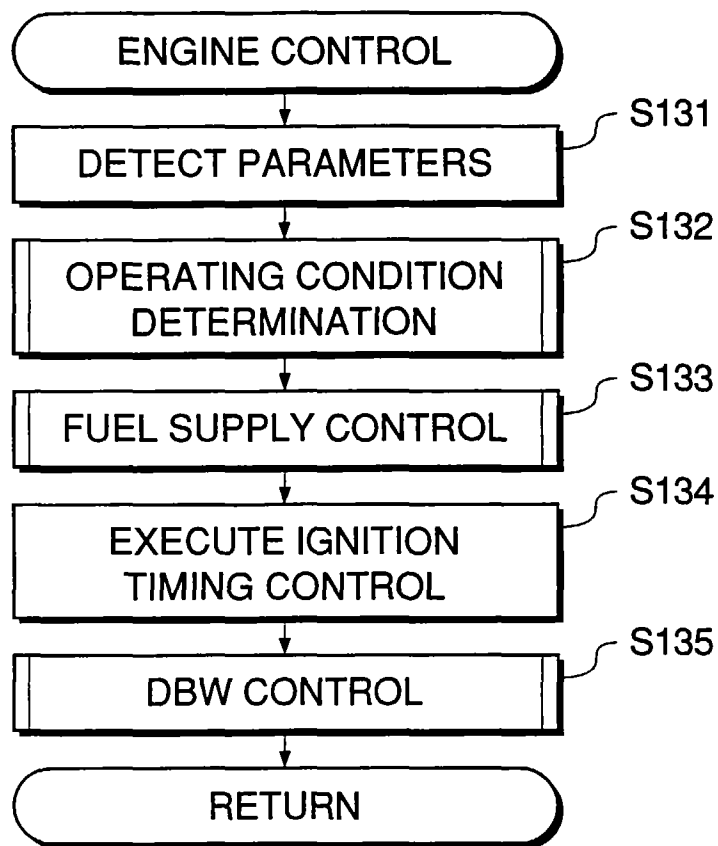 ENGINE CONTROL
DETECT PARAMETERS
S131
OPERATING CONDITION
DETERMINATION
S132
FUEL SUPPLY CONTROL
S133
EXECUTE IGNITION
TIMING CONTROL
S134
DBW CONTROL
S135
RETURN